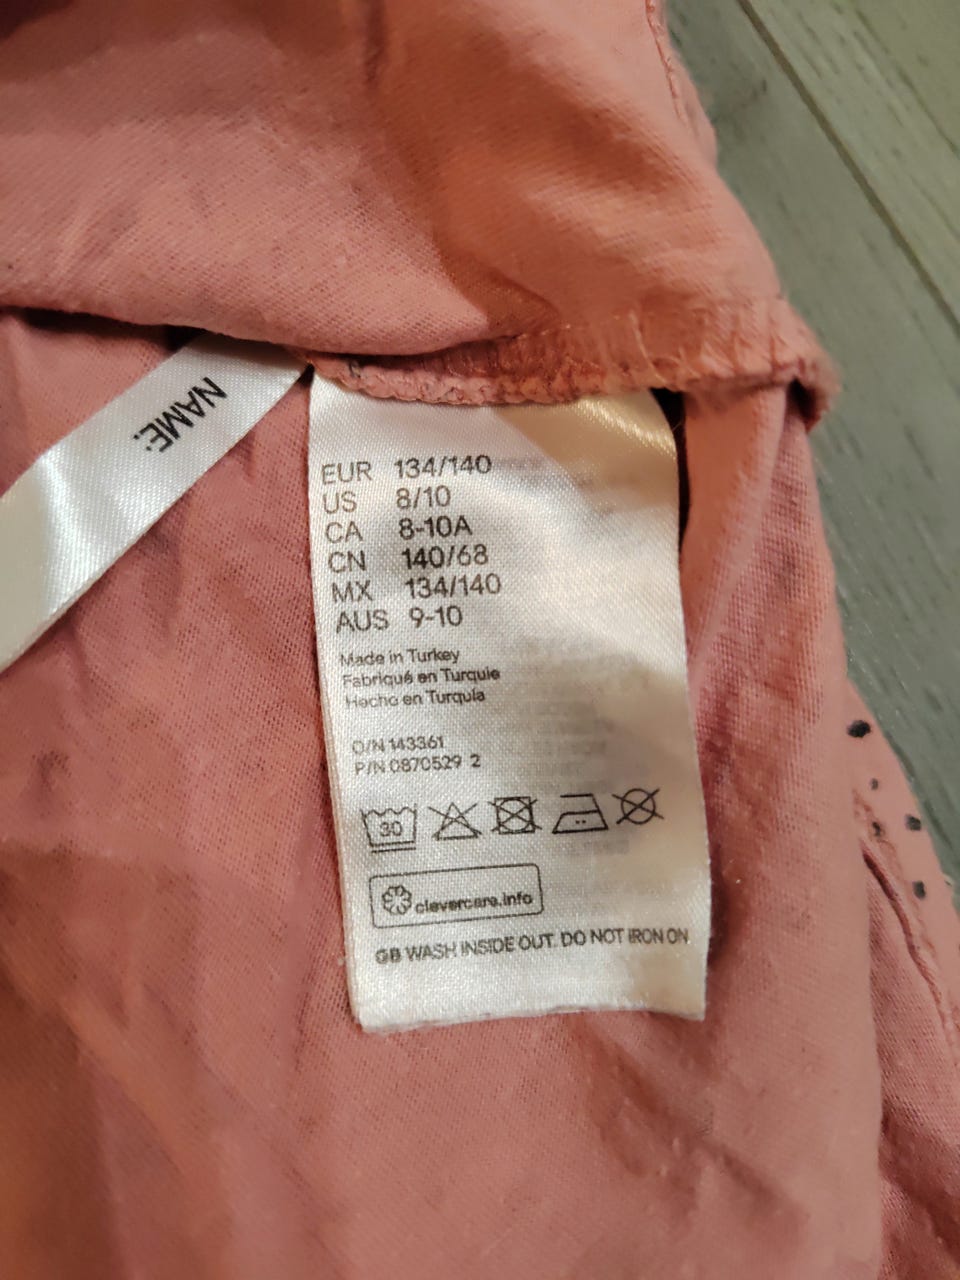 NAME:
EUR 134/140
US 8/10
CA 8-10A
CN 140/68
MX 134/140
AUS 9-10
Made in Turkey
Fabriqué en Turquie
Hecho en Turquía
O/N 143361
P/N 0870529 2
30
clevercare.info
GB WASH INSIDE OUT. DO NOT IRON ON